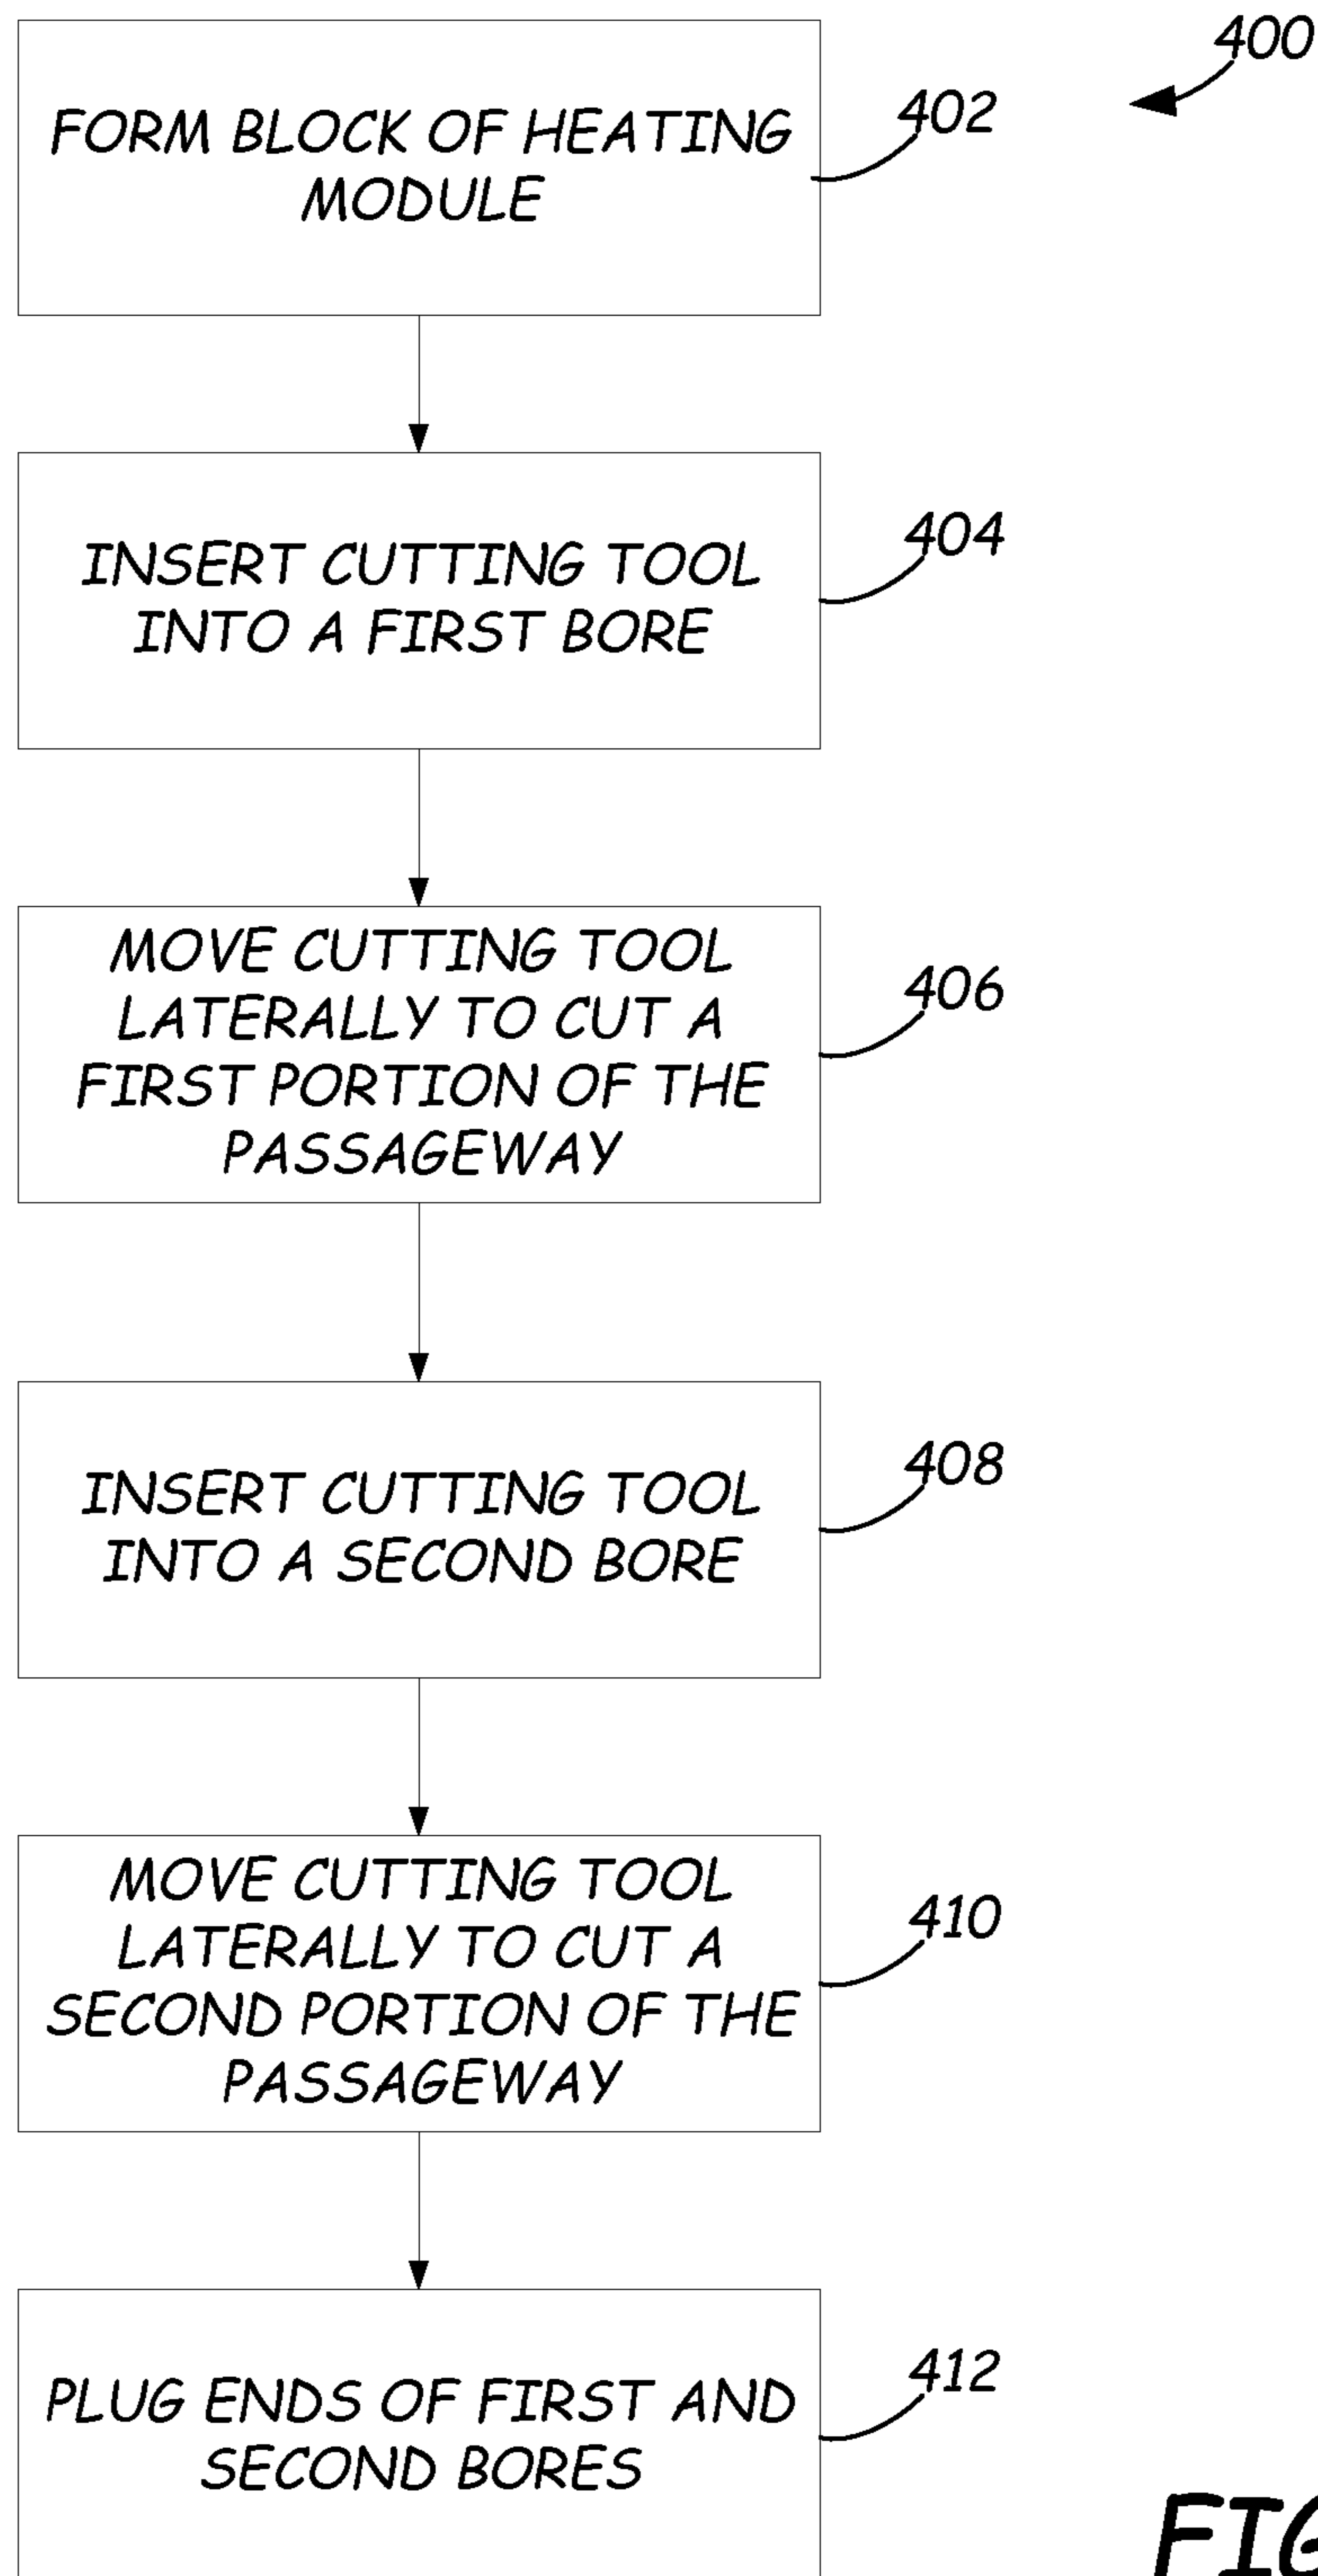 400
FORM BLOCK OF HEATING
MODULE
402
INSERT CUTTING TOOL
INTO A FIRST BORE
404
MOVE CUTTING TOOL
LATERALLY TO CUT A
FIRST PORTION OF THE
PASSAGEWAY
406
INSERT CUTTING TOOL
INTO A SECOND BORE
408
MOVE CUTTING TOOL
LATERALLY TO CUT A
SECOND PORTION OF THE
PASSAGEWAY
410
PLUG ENDS OF FIRST AND
SECOND BORES
412
FIG